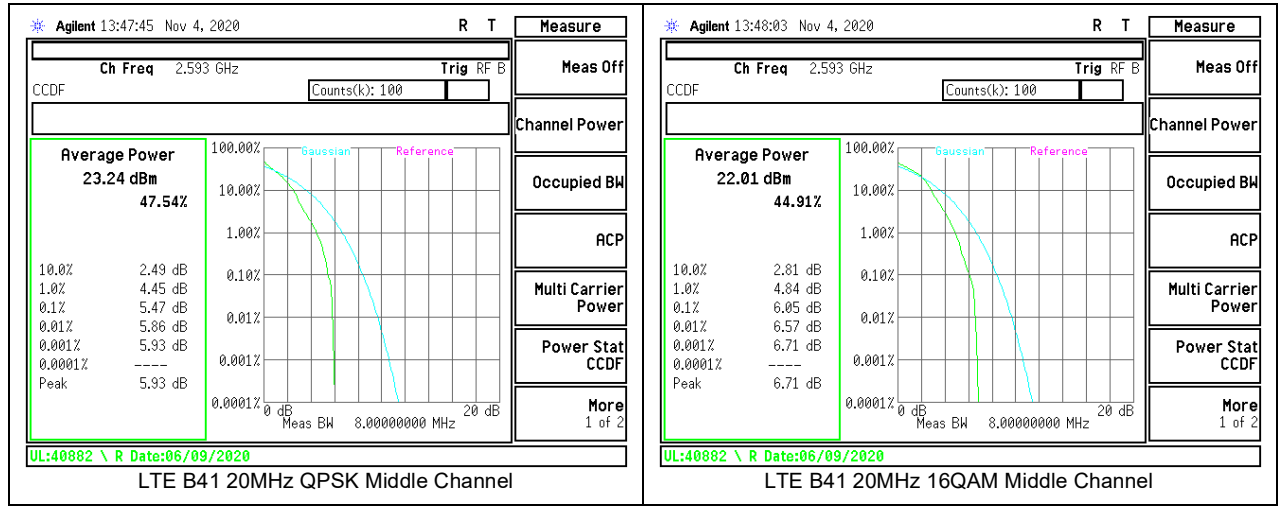 Agilent 13:47:45 Nov 4, 2020 R T Measure
Ch Freq 2.593 GHz Trig RF B
Meas Off
CCDF Counts(k): 100
Channel Power
Average Power
23.24 dBm
47.54%
10.0% 2.49 dB
1.0% 4.45 dB
0.1% 5.47 dB
0.01% 5.86 dB
0.001% 5.93 dB
0.0001% ----
Peak 5.93 dB
Gaussian Reference
100.00%
10.00%
1.00%
0.10%
0.01%
0.001%
0.0001%
0 dB 20 dB
Meas BW 8.00000000 MHz
Occupied BW
ACP
Multi Carrier
Power
Power Stat
CCDF
More
1 of 2
UL:40882 \ R Date:06/09/2020
LTE B41 20MHz QPSK Middle Channel
Agilent 13:48:03 Nov 4, 2020 R T Measure
Ch Freq 2.593 GHz Trig RF B
Meas Off
CCDF Counts(k): 100
Channel Power
Average Power
22.01 dBm
44.91%
10.0% 2.81 dB
1.0% 4.84 dB
0.1% 6.05 dB
0.01% 6.57 dB
0.001% 6.71 dB
0.0001% ----
Peak 6.71 dB
Gaussian Reference
100.00%
10.00%
1.00%
0.10%
0.01%
0.001%
0.0001%
0 dB 20 dB
Meas BW 8.00000000 MHz
Occupied BW
ACP
Multi Carrier
Power
Power Stat
CCDF
More
1 of 2
UL:40882 \ R Date:06/09/2020
LTE B41 20MHz 16QAM Middle Channel